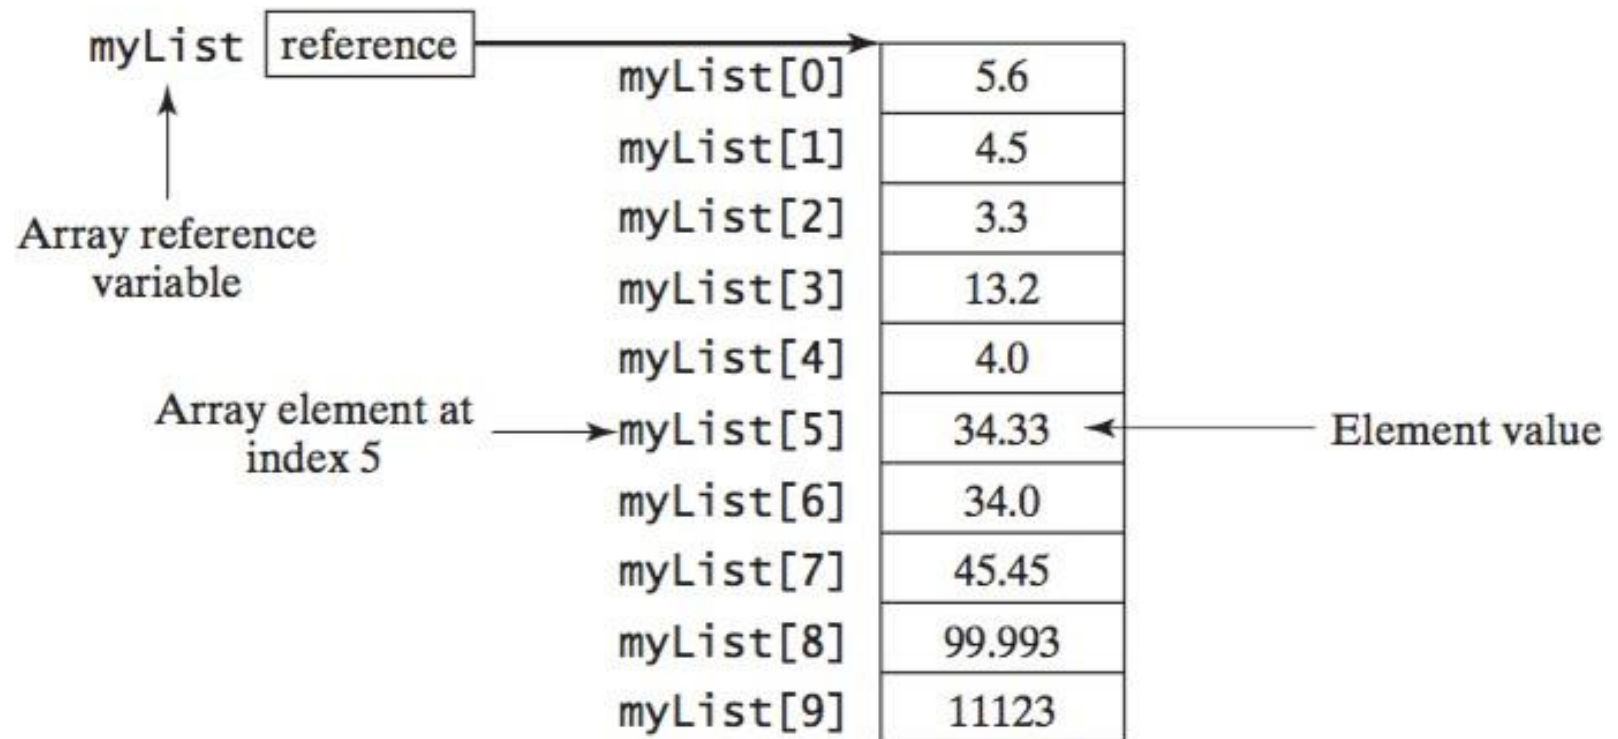 myList reference
myList[0] 5.6
myList[1] 4.5
myList[2] 3.3
Array reference
variable
myList[3] 13.2
myList[4] 4.0
Array element at
index 5
myList[5] 34.33 Element value
myList[6] 34.0
myList[7] 45.45
myList[8] 99.993
myList[9] 11123